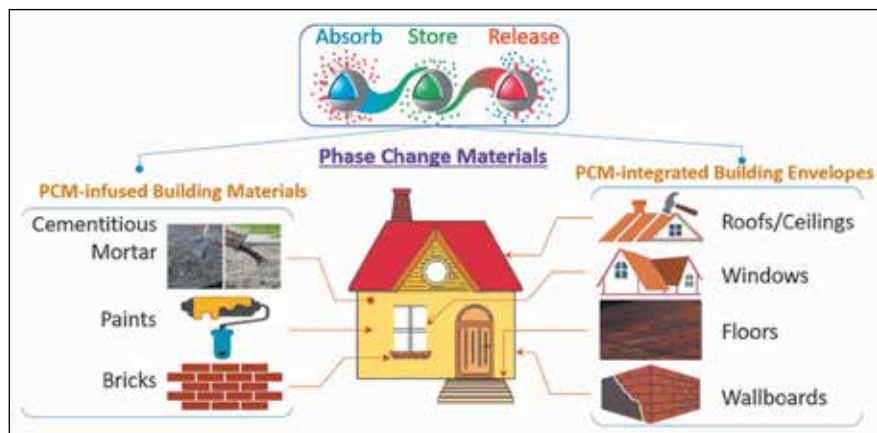 Absorb Store Release
Phase Change Materials
PCM-infused Building Materials
Cementitious
Mortar
Paints
Bricks
PCM-integrated Building Envelopes
Roofs/Ceilings
Windows
Floors
Wallboards